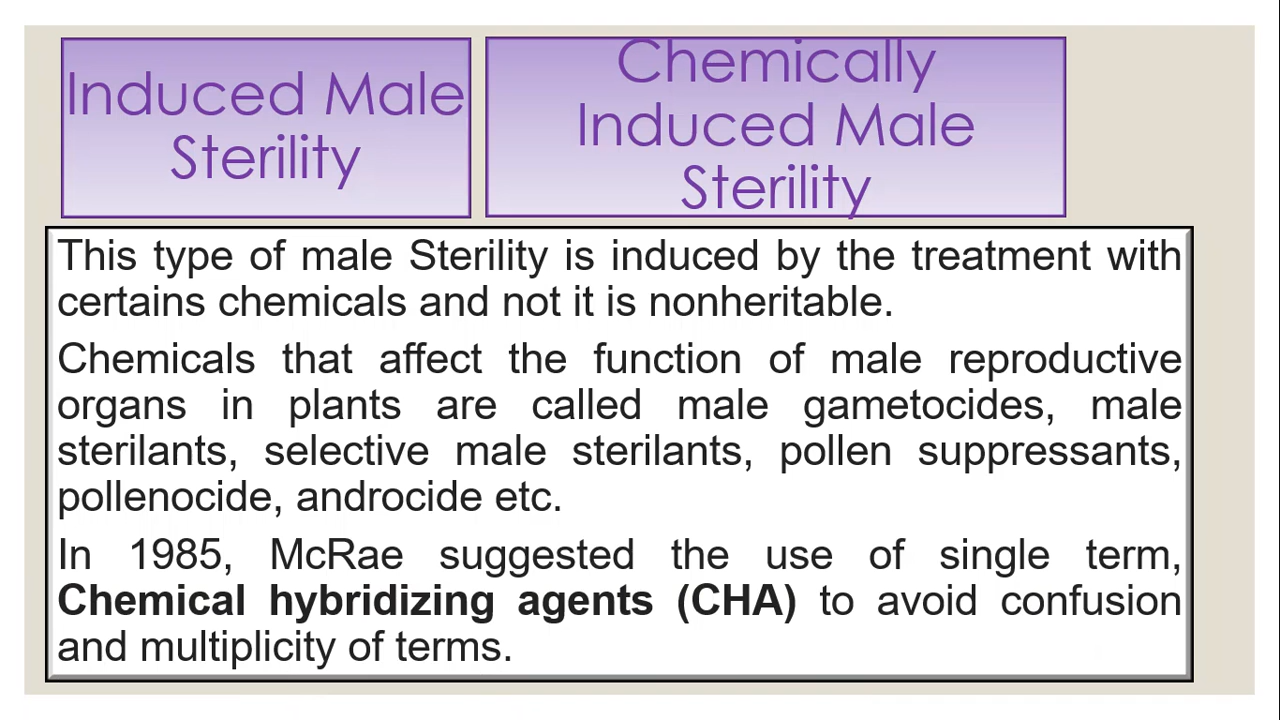 Induced Male
Sterility
Chemically
Induced Male
Sterility
This type of male Sterility is induced by the treatment with
certains chemicals and not it is nonheritable.
Chemicals that affect the function of male reproductive
organs in plants are called male gametocides, male
sterilants, selective male sterilants, pollen suppressants,
pollenocide, androcide etc.
In 1985, McRae suggested the use of single term,
Chemical hybridizing agents (CHA) to avoid confusion
and multiplicity of terms.